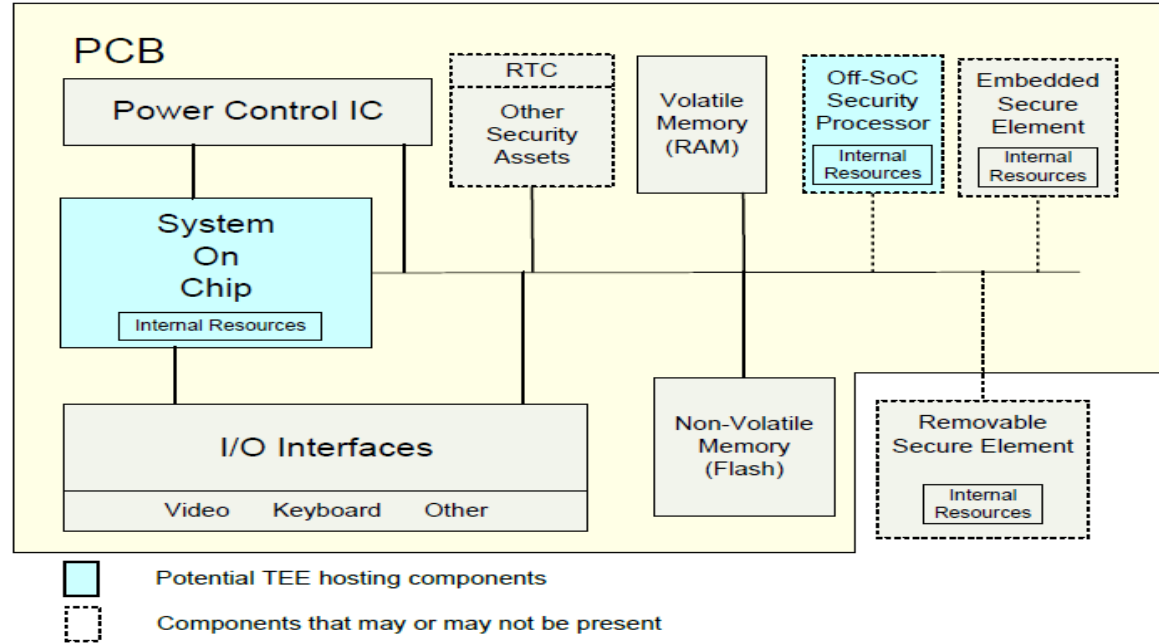 PCB
Power Control IC
RTC
Other
Security
Assets
Volatile
Memory
(RAM)
Off-SoC
Security
Processor
Internal
Resources
Embedded
Secure
Element
Internal
Resources
System
On
Chip
Internal Resources
I/O Interfaces
Video Keyboard Other
Non-Volatile
Memory
(Flash)
Removable
Secure Element
Internal
Resources
Potential TEE hosting components
Components that may or may not be present